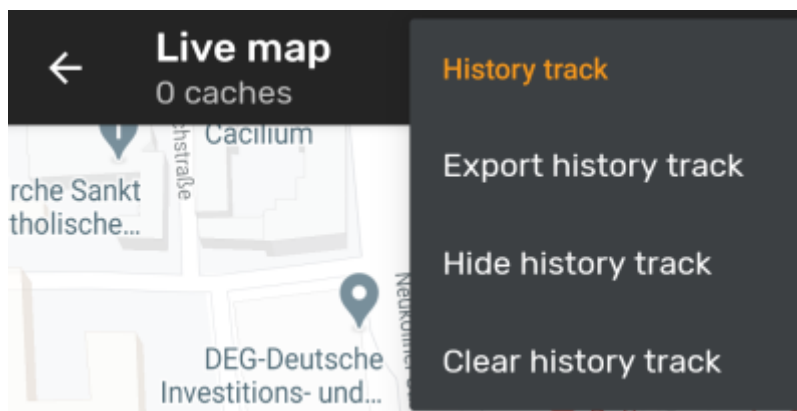 Live map
0 caches
History track
Export history track
Hide history track
Clear history track
Cacilium
chstraße
rche Sankt
tholische...
DEG-Deutsche
Investitions- und...